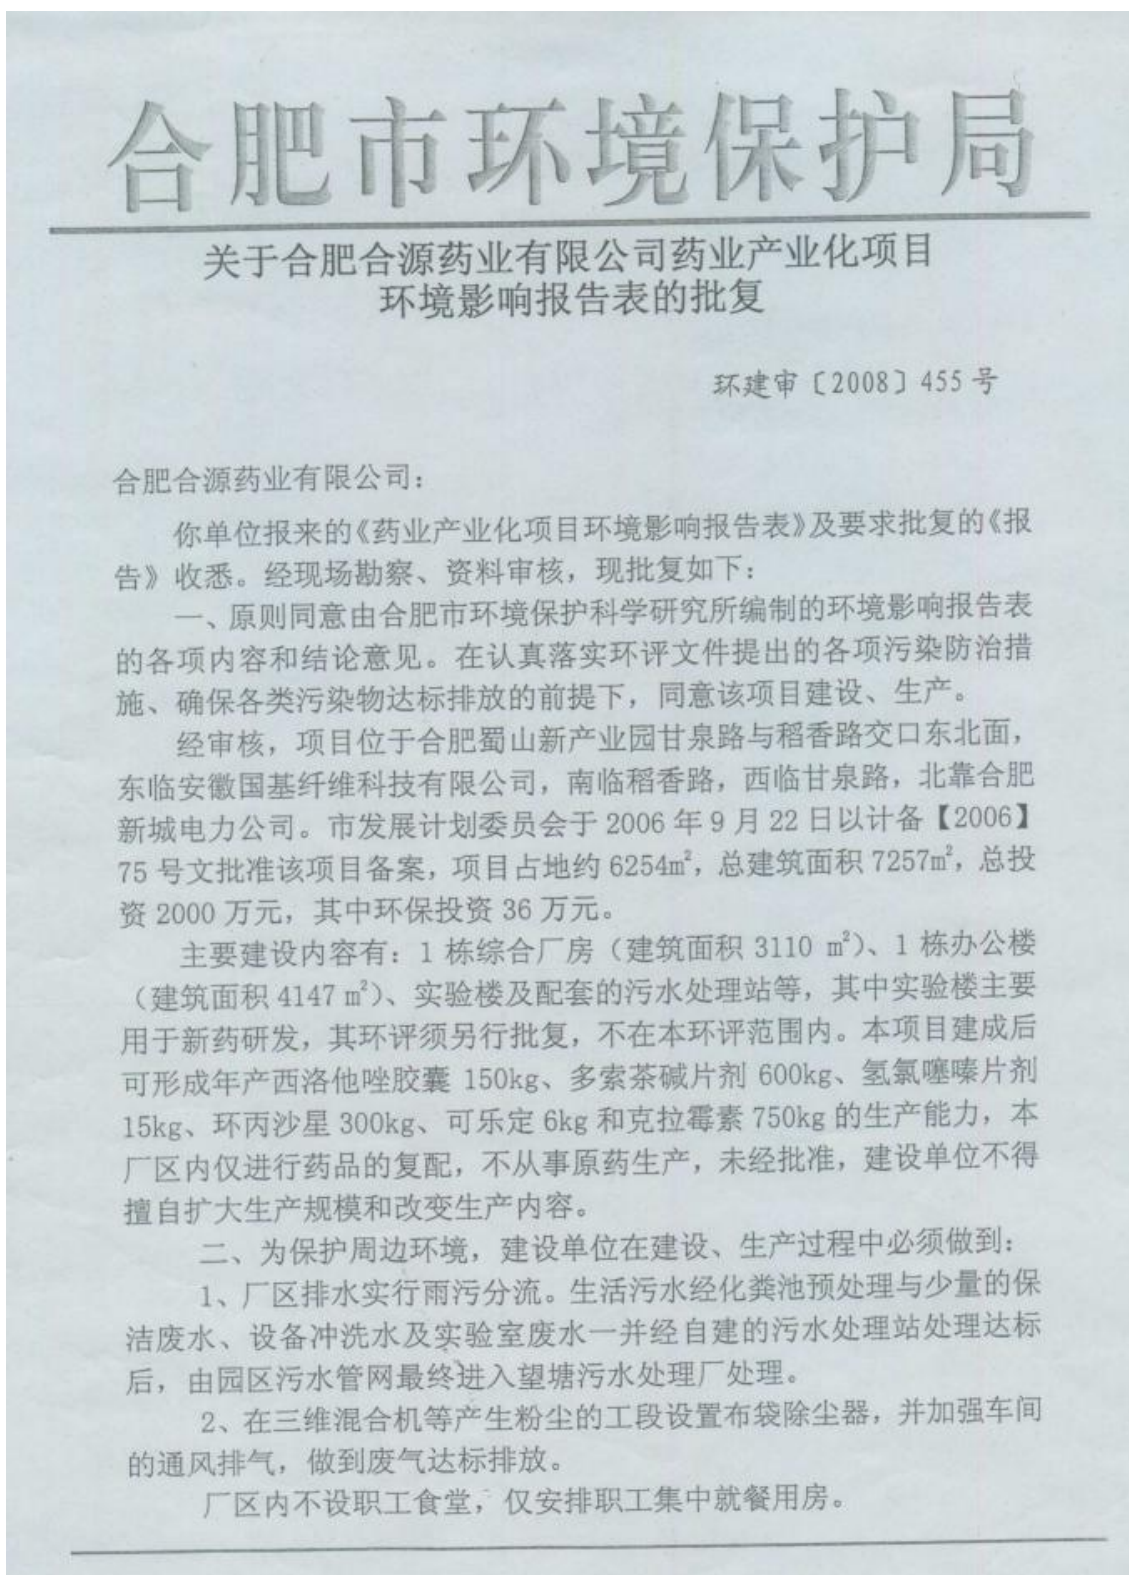 合肥市环境保护局
关于合肥合源药业有限公司药业产业化项目
环境影响报告表的批复
环建审〔2008〕455号
合肥合源药业有限公司：
你单位报来的《药业产业化项目环境影响报告表》及要求批复的《报
告》收悉。经现场勘察、资料审核，现批复如下：
一、原则同意由合肥市环境保护科学研究所编制的环境影响报告表
的各项内容和结论意见。在认真落实环评文件提出的各项污染防治措
施、确保各类污染物达标排放的前提下，同意该项目建设、生产。
经审核，项目位于合肥蜀山新产业园甘泉路与稻香路交口东北面，
东临安徽国基纤维科技有限公司，南临稻香路，西临甘泉路，北靠合肥
新城电力公司。市发展计划委员会于2006年9月22日以计备【2006】
75号文批准该项目备案，项目占地约6254㎡，总建筑面积7257㎡，总投
资2000万元，其中环保投资36万元。
主要建设内容有：1栋综合厂房（建筑面积3110 ㎡）、1栋办公楼
（建筑面积4147㎡）、实验楼及配套的污水处理站等，其中实验楼主要
用于新药研发，其环评须另行批复，不在本环评范围内。本项目建成后
可形成年产西洛他唑胶囊150kg、多索茶碱片剂600kg、氢氯噻嗪片剂
15kg、环丙沙星300kg、可乐定6kg和克拉霉素750kg的生产能力，本
厂区内仅进行药品的复配，不从事原药生产，未经批准，建设单位不得
擅自扩大生产规模和改变生产内容。
二、为保护周边环境，建设单位在建设、生产过程中必须做到：
1、厂区排水实行雨污分流。生活污水经化粪池预处理与少量的保
洁废水、设备冲洗水及实验室废水一并经自建的污水处理站处理达标
后，由园区污水管网最终进入望塘污水处理厂处理。
2、在三维混合机等产生粉尘的工段设置布袋除尘器，并加强车间
的通风排气，做到废气达标排放。
厂区内不设职工食堂，仅安排职工集中就餐用房。